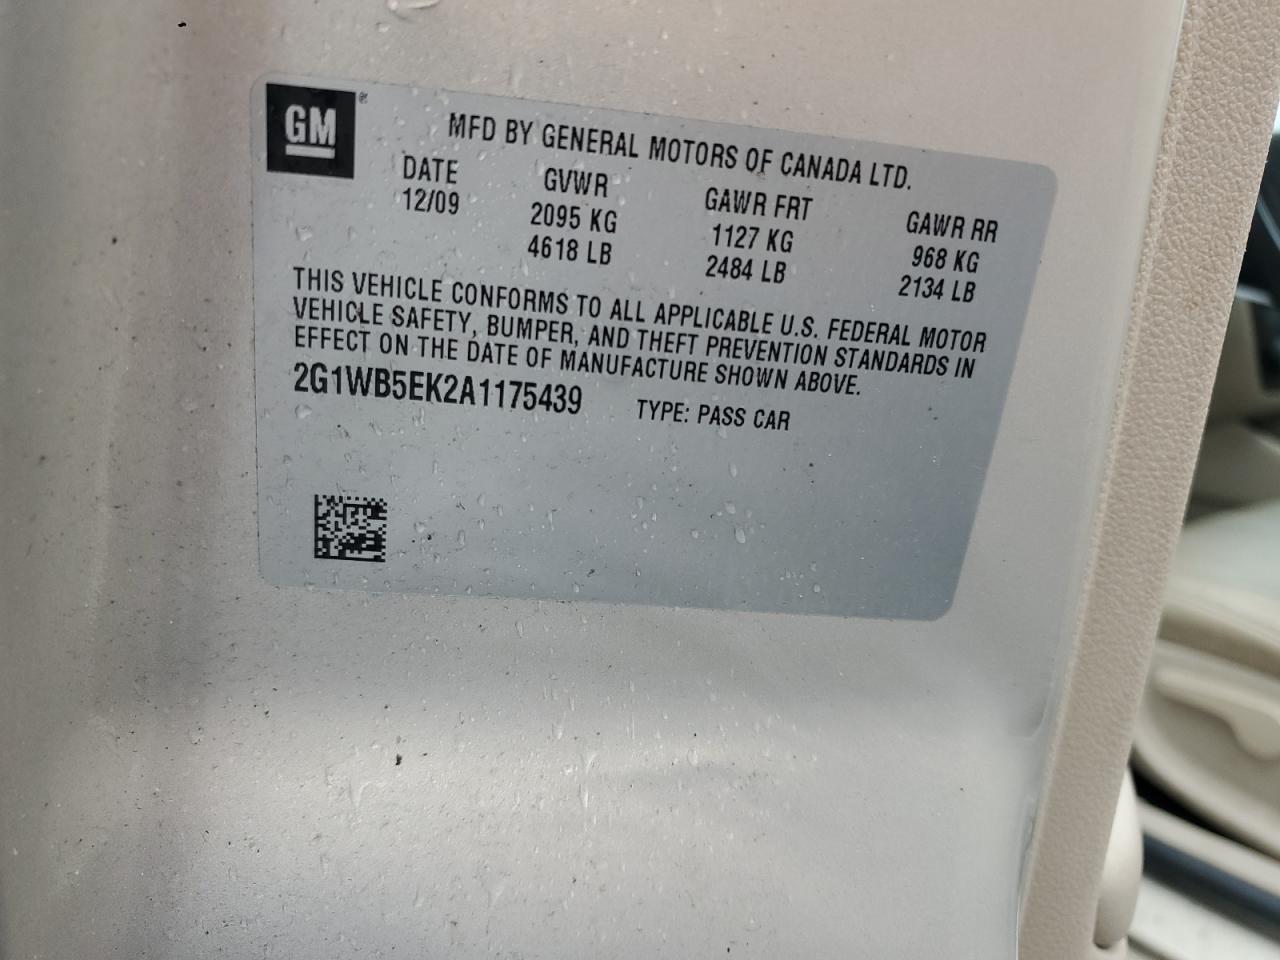 GM®
MFD BY GENERAL MOTORS OF CANADA LTD.
DATE GVWR GAWR FRT GAWR RR
12/09 2095 KG 1127 KG 968 KG
4618 LB 2484 LB 2134 LB
THIS VEHICLE CONFORMS TO ALL APPLICABLE U.S. FEDERAL MOTOR
VEHICLE SAFETY, BUMPER, AND THEFT PREVENTION STANDARDS IN
EFFECT ON THE DATE OF MANUFACTURE SHOWN ABOVE.
2G1WB5EK2A1175439 TYPE: PASS CAR